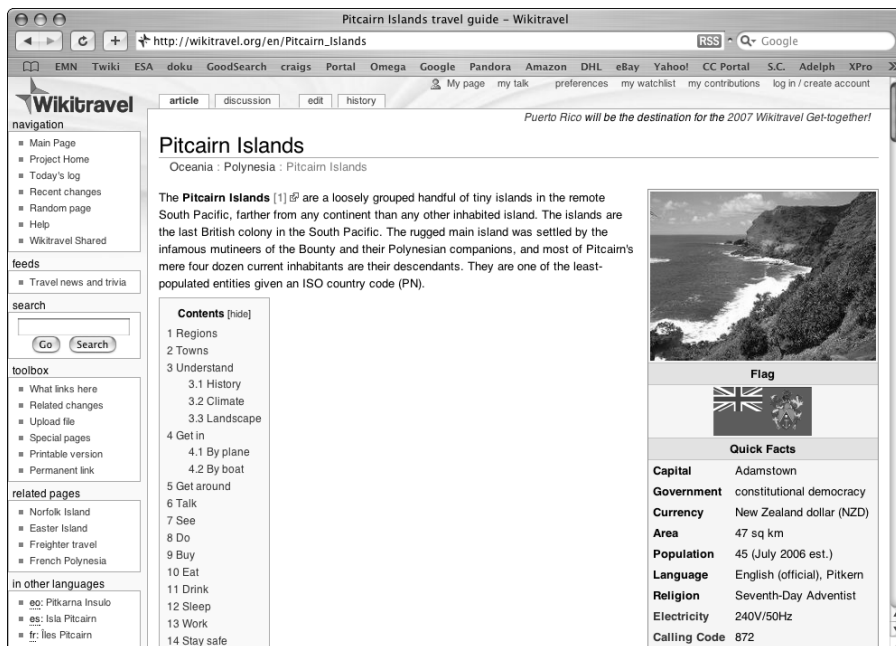 Pitcairn Islands travel guide – Wikitravel
http://wikitravel.org/en/Pitcairn_Islands
RSS
Google
EMN Twiki ESA doku GoodSearch craigs Portal Omega Google Pandora Amazon DHL eBay Yahoo! CC Portal S.C. Adelph XPro
My page my talk preferences my watchlist my contributions log in / create account
Wikitravel
article discussion edit history
Puerto Rico will be the destination for the 2007 Wikitravel Get-together!
navigation
Main Page
Project Home
Today's log
Recent changes
Random page
Help
Wikitravel Shared
feeds
Travel news and trivia
search
Go Search
toolbox
What links here
Related changes
Upload file
Special pages
Printable version
Permanent link
related pages
Norfolk Island
Easter Island
Freighter travel
French Polynesia
in other languages
eo: Pitkarna Insulo
es: Isla Pitcairn
fr: Îles Pitcairn
Pitcairn Islands
Oceania : Polynesia : Pitcairn Islands
The Pitcairn Islands [1] are a loosely grouped handful of tiny islands in the remote
South Pacific, farther from any continent than any other inhabited island. The islands are
the last British colony in the South Pacific. The rugged main island was settled by the
infamous mutineers of the Bounty and their Polynesian companions, and most of Pitcairn's
mere four dozen current inhabitants are their descendants. They are one of the least-
populated entities given an ISO country code (PN).
Contents [hide]
1 Regions
2 Towns
3 Understand
3.1 History
3.2 Climate
3.3 Landscape
4 Get in
4.1 By plane
4.2 By boat
5 Get around
6 Talk
7 See
8 Do
9 Buy
10 Eat
11 Drink
12 Sleep
13 Work
14 Stay safe
Flag
Quick Facts
Capital Adamstown
Government constitutional democracy
Currency New Zealand dollar (NZD)
Area 47 sq km
Population 45 (July 2006 est.)
Language English (official), Pitkern
Religion Seventh-Day Adventist
Electricity 240V/50Hz
Calling Code 872